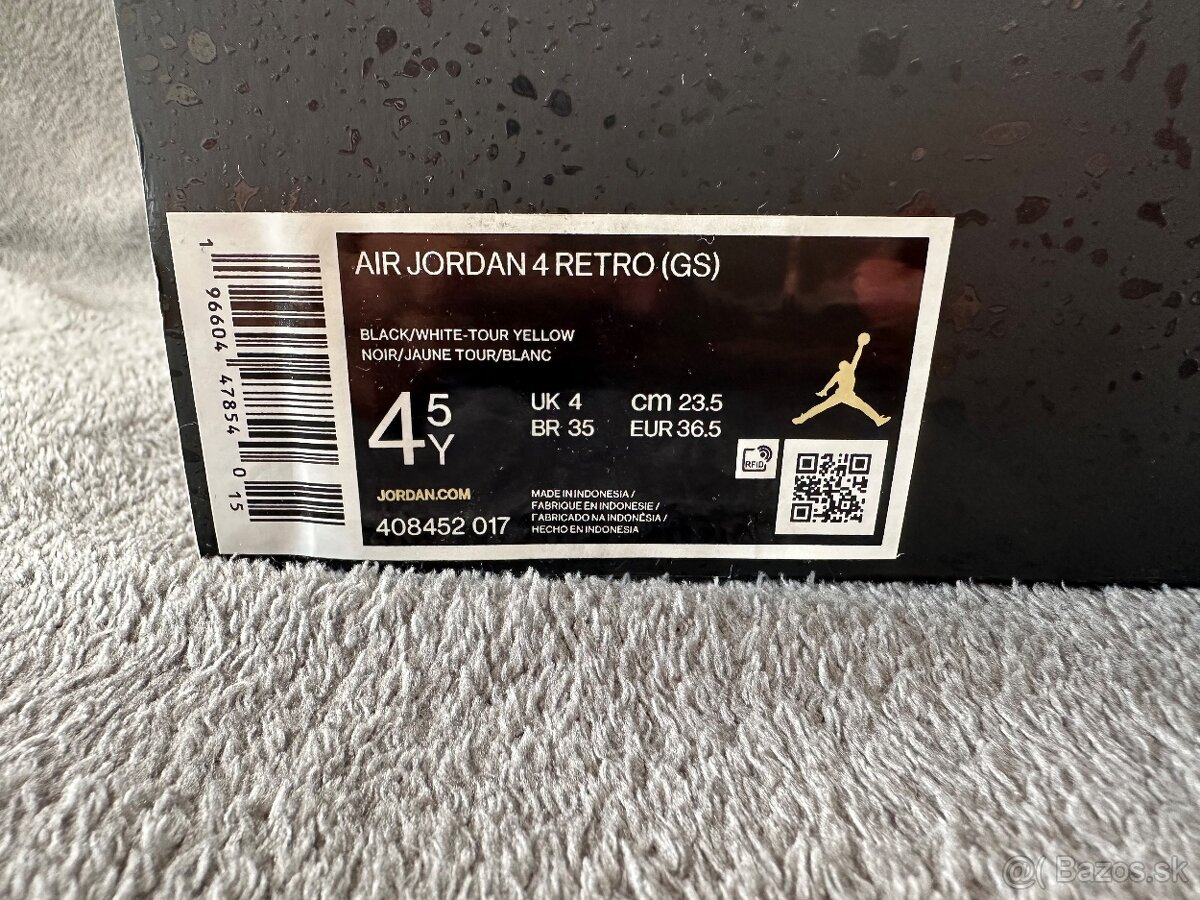 1 96604 47854 0 15
AIR JORDAN 4 RETRO (GS)
BLACK/WHITE-TOUR YELLOW
NOIR/JAUNE TOUR/BLANC
4 5 Y
UK 4 cm 23.5
BR 35 EUR 36.5
RFID
JORDAN.COM
408452 017
MADE IN INDONESIA /
FABRIQUE EN INDONESIE /
FABRICADO NA INDONÉSIA /
HECHO EN INDONESIA
@( Bazos.sk